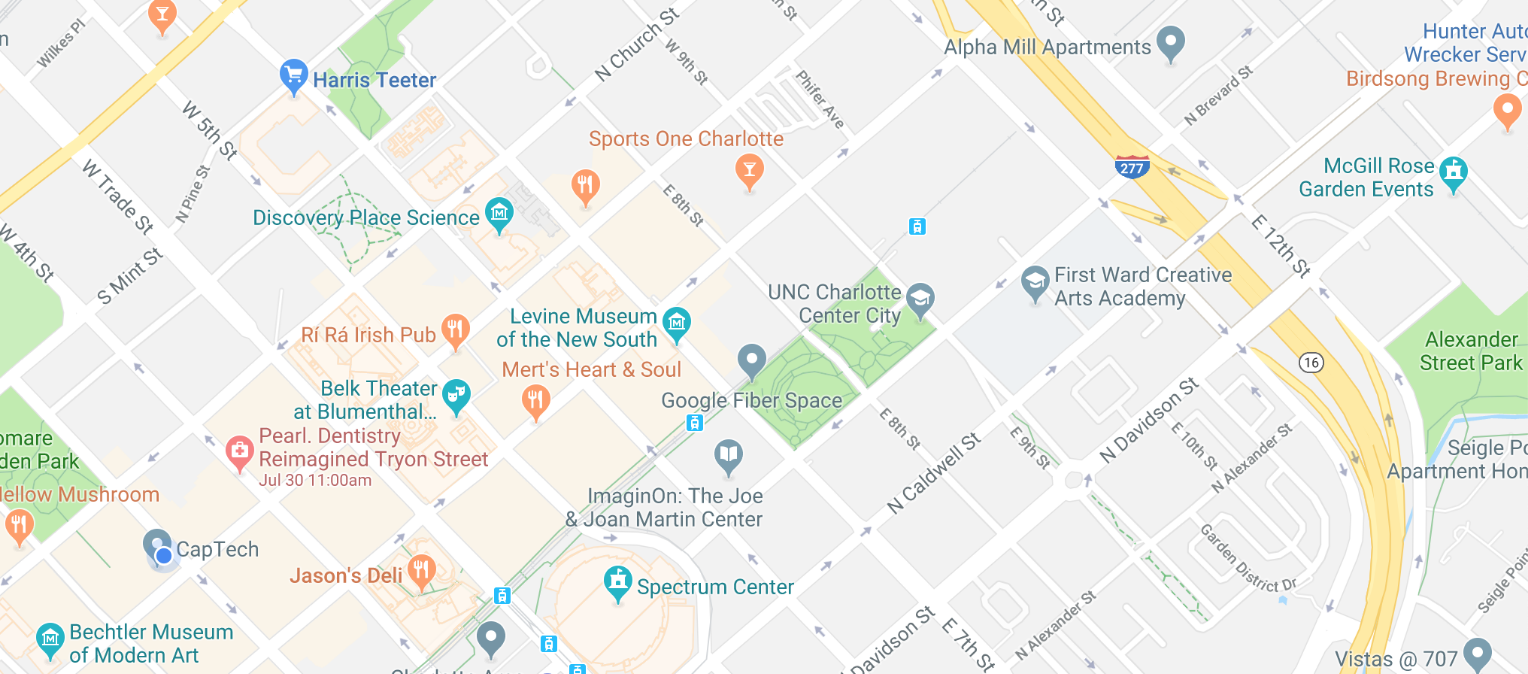 Wilkes Pl
N Church St
W 9th St
Alpha Mill Apartments
Hunter Auto
Wrecker Serv
Birdsong Brewing C
Harris Teeter
Phifer Ave
N Brevard St
W 5th St
Sports One Charlotte
277
McGill Rose
Garden Events
W Trade St
N Pine St
Discovery Place Science
E 8th St
E 12th St
W 4th St
S Mint St
UNC Charlotte
Center City
First Ward Creative
Arts Academy
Levine Museum
of the New South
Rí Rá Irish Pub
Mert's Heart & Soul
Alexander
Street Park
16
Belk Theater
at Blumenthal...
Google Fiber Space
N Davidson St
E 8th St
E 9th St
E 10th St
N Alexander St
omare
den Park
Pearl. Dentistry
Reimagined Tryon Street
Jul 30 11:00am
N Caldwell St
Seigle Po
Apartment Hom
ellow Mushroom
ImaginOn: The Joe
& Joan Martin Center
CapTech
Garden District Dr
Jason's Deli
Spectrum Center
Seigle Poin
Bechtler Museum
of Modern Art
Davidson St
E 7th St
N Alexander St
Vistas @ 707